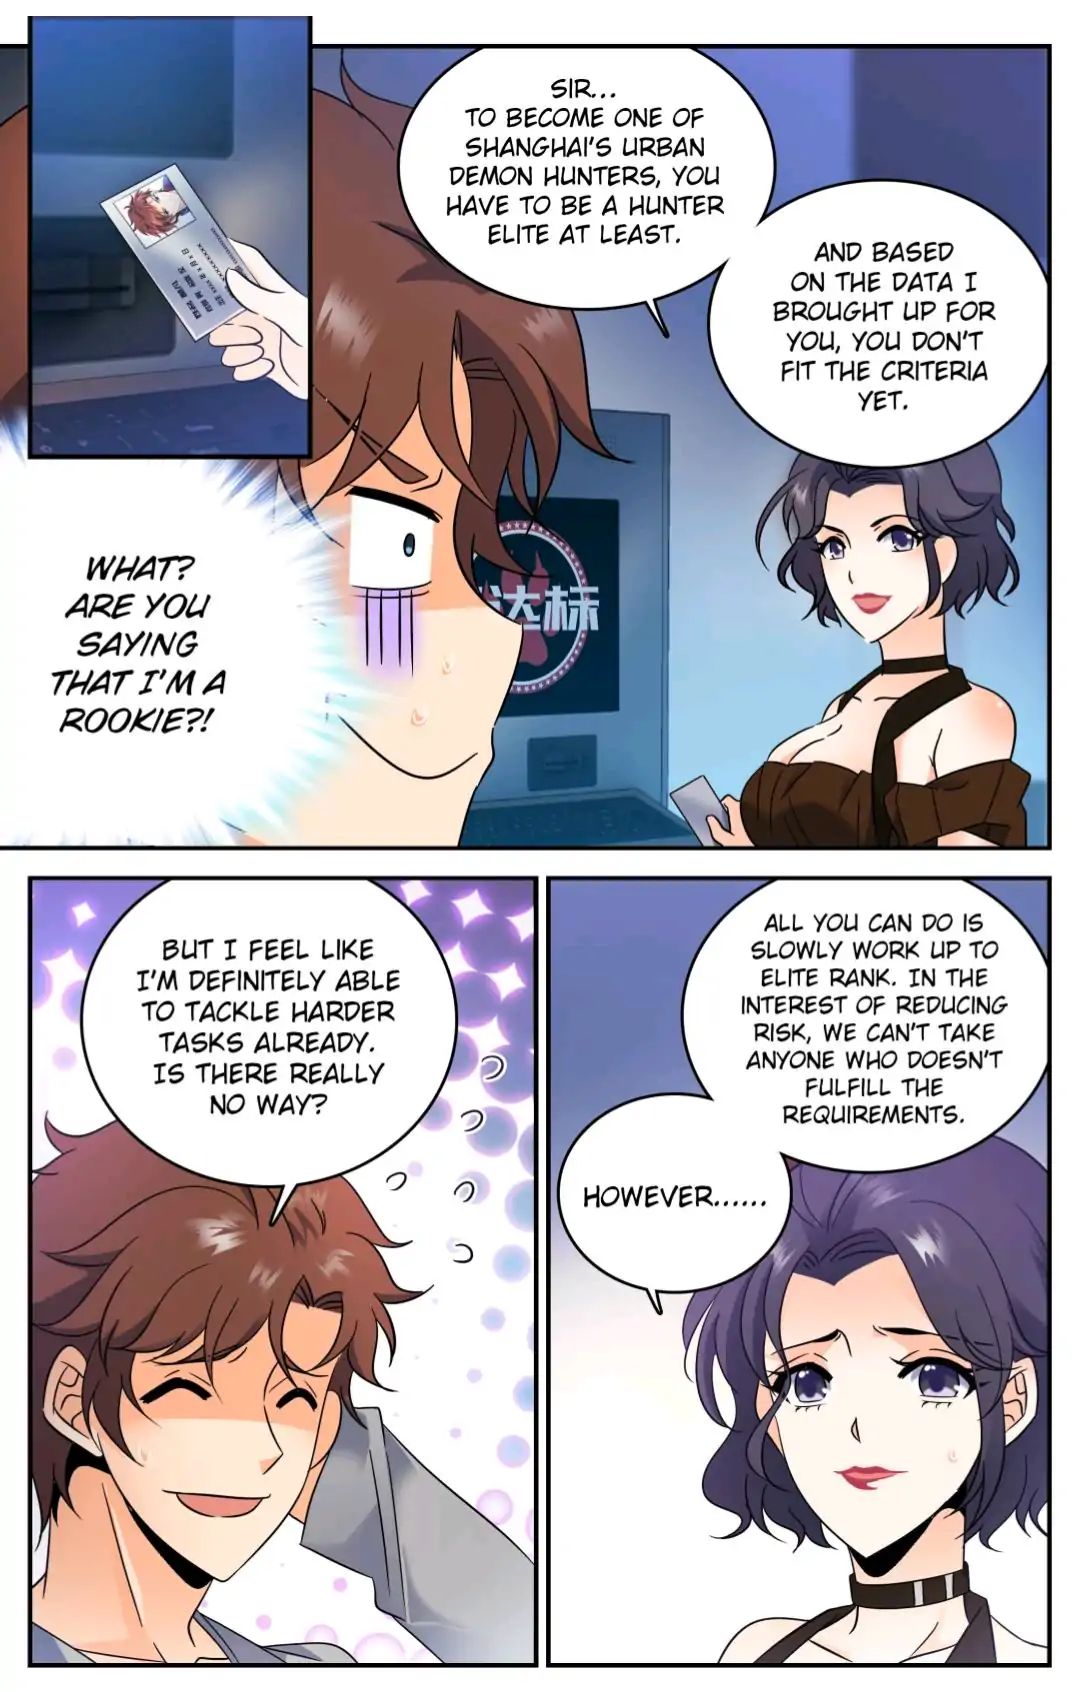 SIR...
TO BECOME ONE OF
SHANGHAI'S URBAN
DEMON HUNTERS, YOU
HAVE TO BE A HUNTER
ELITE AT LEAST.
AND BASED
ON THE DATA I
BROUGHT UP FOR
YOU, YOU DON'T
FIT THE CRITERIA
YET.
达标
WHAT?
ARE YOU
SAYING
THAT I'M A
ROOKIE?!
BUT I FEEL LIKE
I'M DEFINITELY ABLE
TO TACKLE HARDER
TASKS ALREADY.
IS THERE REALLY
NO WAY?
ALL YOU CAN DO IS
SLOWLY WORK UP TO
ELITE RANK. IN THE
INTEREST OF REDUCING
RISK, WE CAN'T TAKE
ANYONE WHO DOESN'T
FULFILL THE
REQUIREMENTS.
HOWEVER......